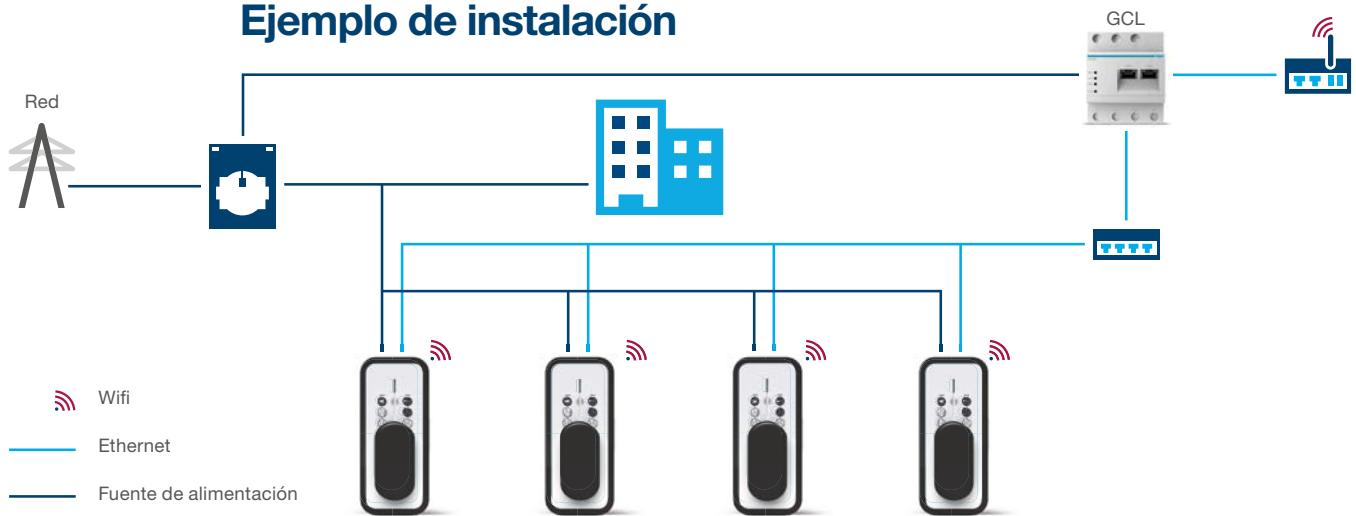 Ejemplo de instalación
GCL
Red
Wifi
Ethernet
Fuente de alimentación